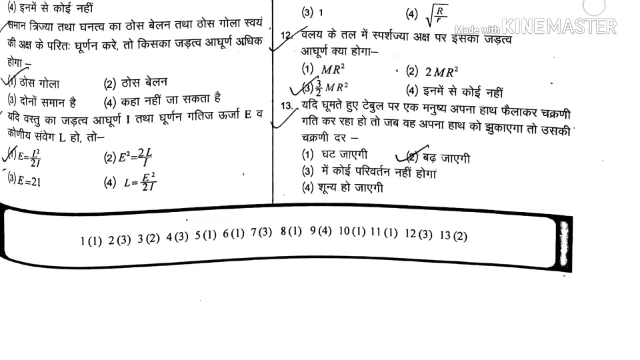 (4) इनमें से कोई नहीं
समान त्रिज्या तथा घनत्व का ठोस बेलन तथा ठोस गोला स्वयं
की अक्ष के परितः घूर्णन करे, तो किसका जड़त्व आघूर्ण अधिक
होगा –
(1) ठोस गोला (2) ठोस बेलन
(3) दोनों समान है (4) कहा नहीं जा सकता है
यदि वस्तु का जड़त्व आघूर्ण I तथा घूर्णन गतिज ऊर्जा E व
कोणीय संवेग L हो, तो–
(1) E=L²/2I (2) E²=2L/I
(3) E=2I (4) L=E²/2I
(3) 1 (4) √(R/r)
Made with KINEMASTER
12. वलय के तल में स्पर्शज्या अक्ष पर इसका जड़त्व
आघूर्ण क्या होगा–
(1) MR² (2) 2MR²
(3) 3/2 MR² (4) इनमें से कोई नहीं
13. यदि घूमते हुए टेबुल पर एक मनुष्य अपना हाथ फैलाकर चक्रणी
गति कर रहा हो तो जब वह अपना हाथ को झुकाएगा तो उसकी
चक्रणी दर –
(1) घट जाएगी (2) बढ़ जाएगी
(3) में कोई परिवर्तन नहीं होगा
(4) शून्य हो जाएगी
1 (1) 2 (3) 3 (2) 4 (3) 5 (1) 6 (1) 7 (3) 8 (1) 9 (4) 10 (1) 11 (1) 12 (3) 13 (2)